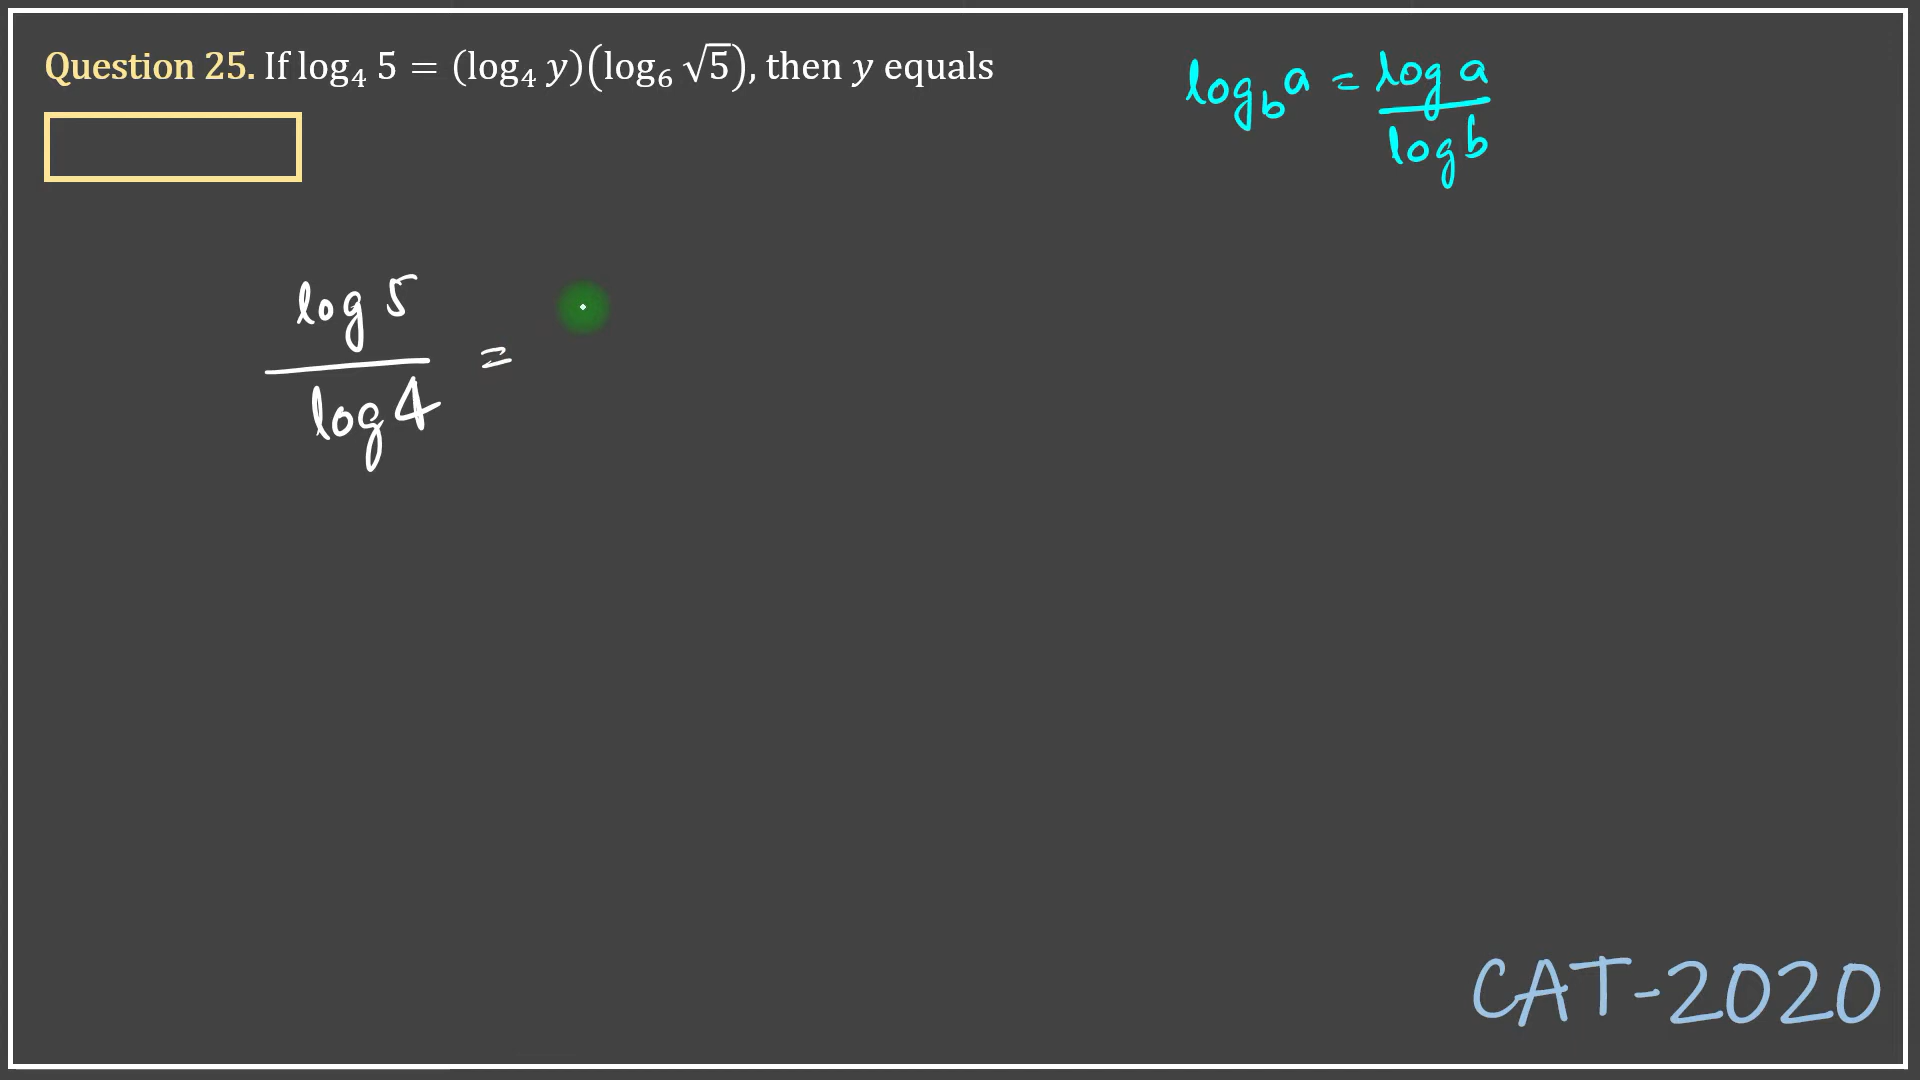 Question 25. If log₄ 5 = (log₄ y)(log₆ √5), then y equals
log_b a = log a / log b
log 5 / log 4 =
CAT-2020